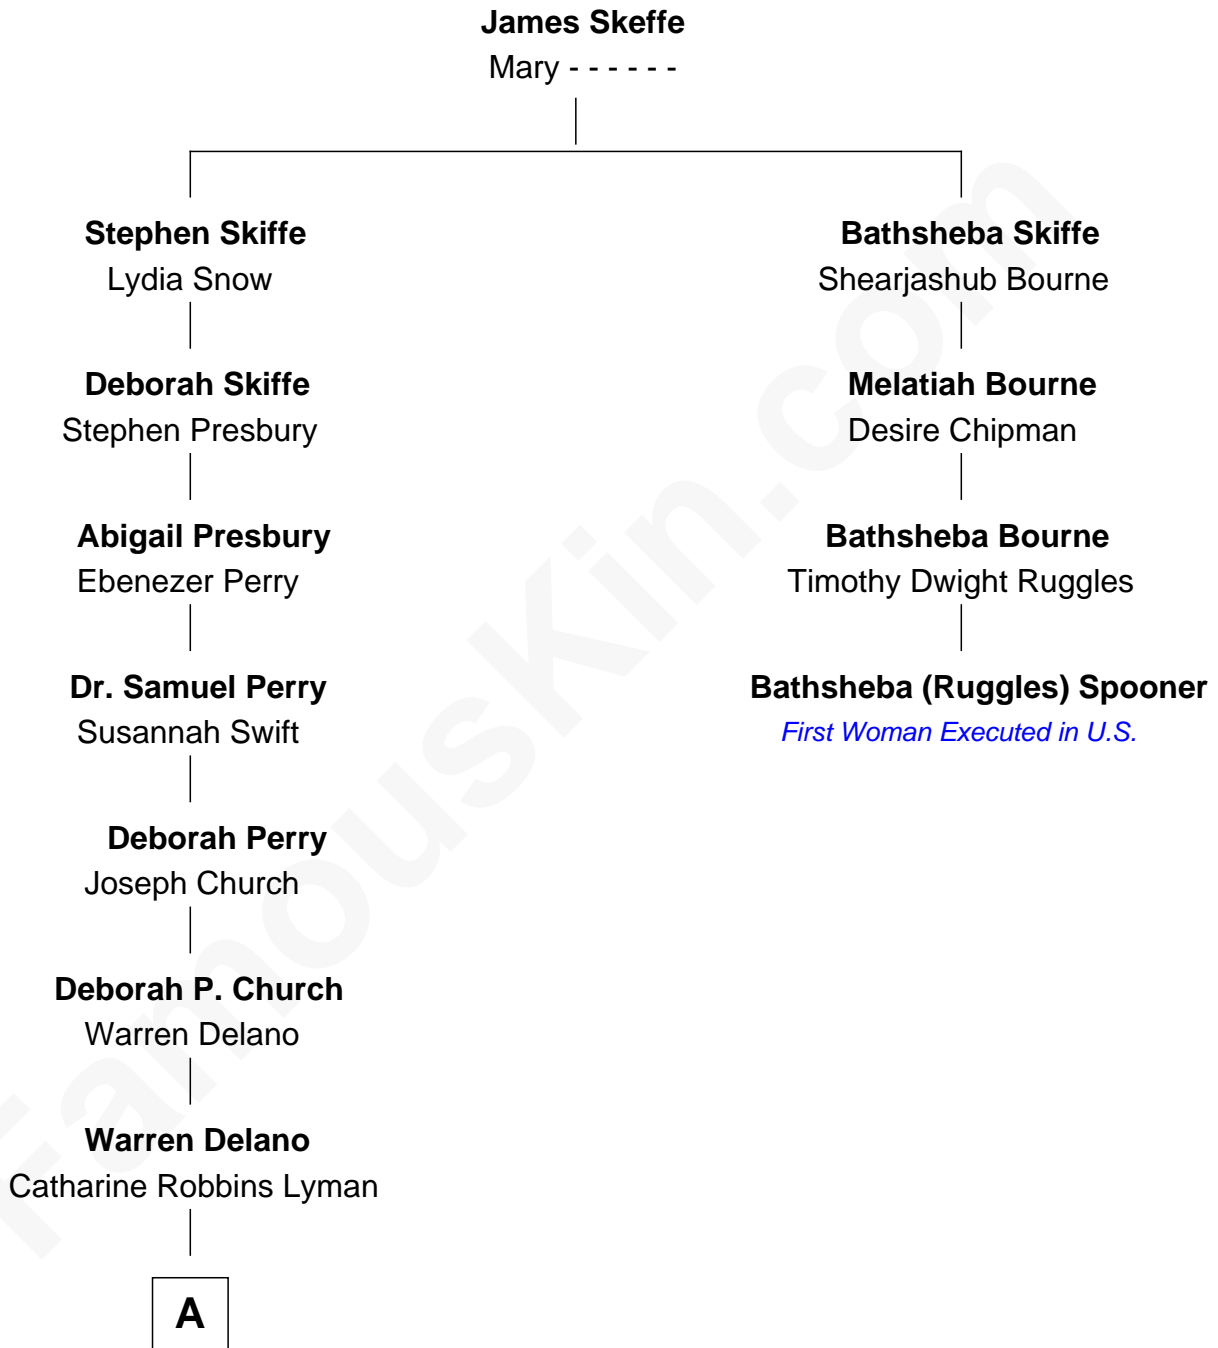 James Skeffe
Mary - - - - - -
Stephen Skiffe
Lydia Snow
Bathsheba Skiffe
Shearjashub Bourne
Deborah Skiffe
Stephen Presbury
Melatiah Bourne
Desire Chipman
Abigail Presbury
Ebenezer Perry
Bathsheba Bourne
Timothy Dwight Ruggles
Dr. Samuel Perry
Susannah Swift
Bathsheba (Ruggles) Spooner
First Woman Executed in U.S.
Deborah Perry
Joseph Church
Deborah P. Church
Warren Delano
Warren Delano
Catharine Robbins Lyman
A
FamousKin.com